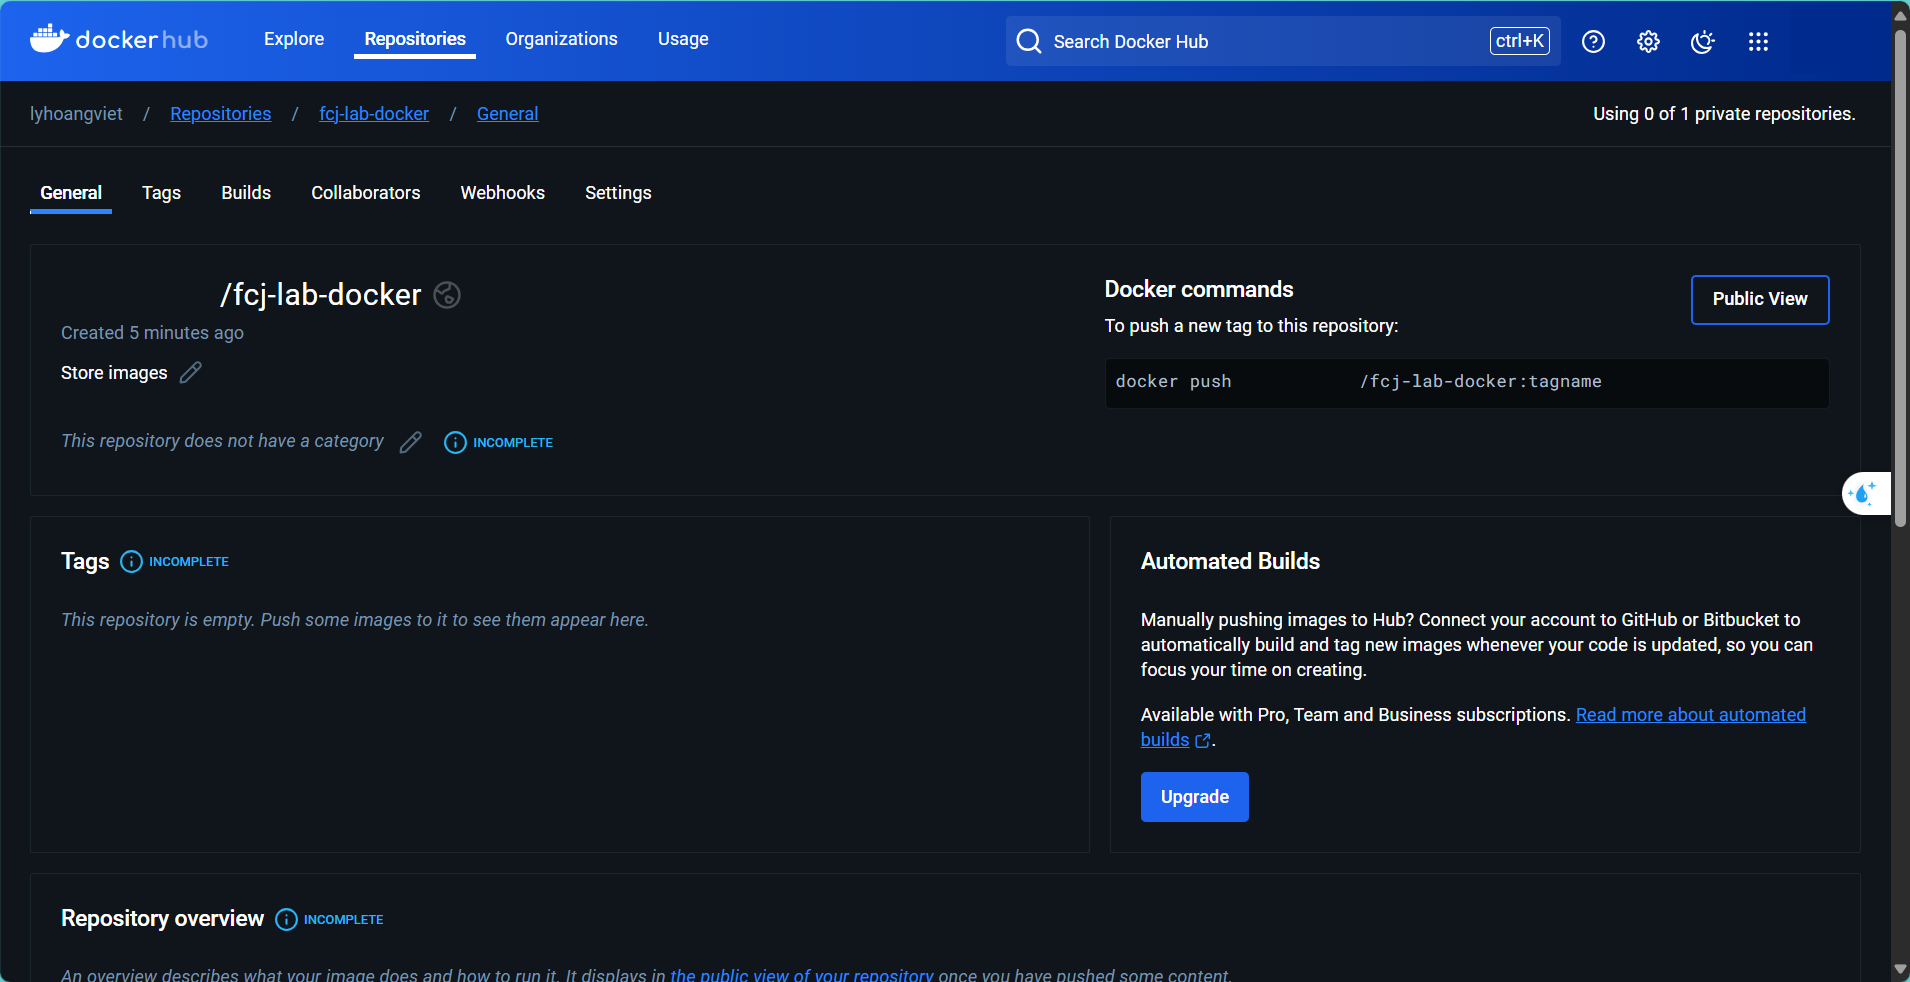 dockerhub Explore Repositories Organizations Usage Search Docker Hub ctrl+K
lyhoangviet / Repositories / fcj-lab-docker / General Using 0 of 1 private repositories.
General Tags Builds Collaborators Webhooks Settings
/fcj-lab-docker
Created 5 minutes ago
Store images
This repository does not have a category INCOMPLETE
Docker commands
To push a new tag to this repository:
Public View
docker push /fcj-lab-docker:tagname
Tags INCOMPLETE
This repository is empty. Push some images to it to see them appear here.
Automated Builds
Manually pushing images to Hub? Connect your account to GitHub or Bitbucket to
automatically build and tag new images whenever your code is updated, so you can
focus your time on creating.
Available with Pro, Team and Business subscriptions. Read more about automated
builds .
Upgrade
Repository overview INCOMPLETE
An overview describes what your image does and how to run it. It displays in the public view of your repository once you have pushed some content.